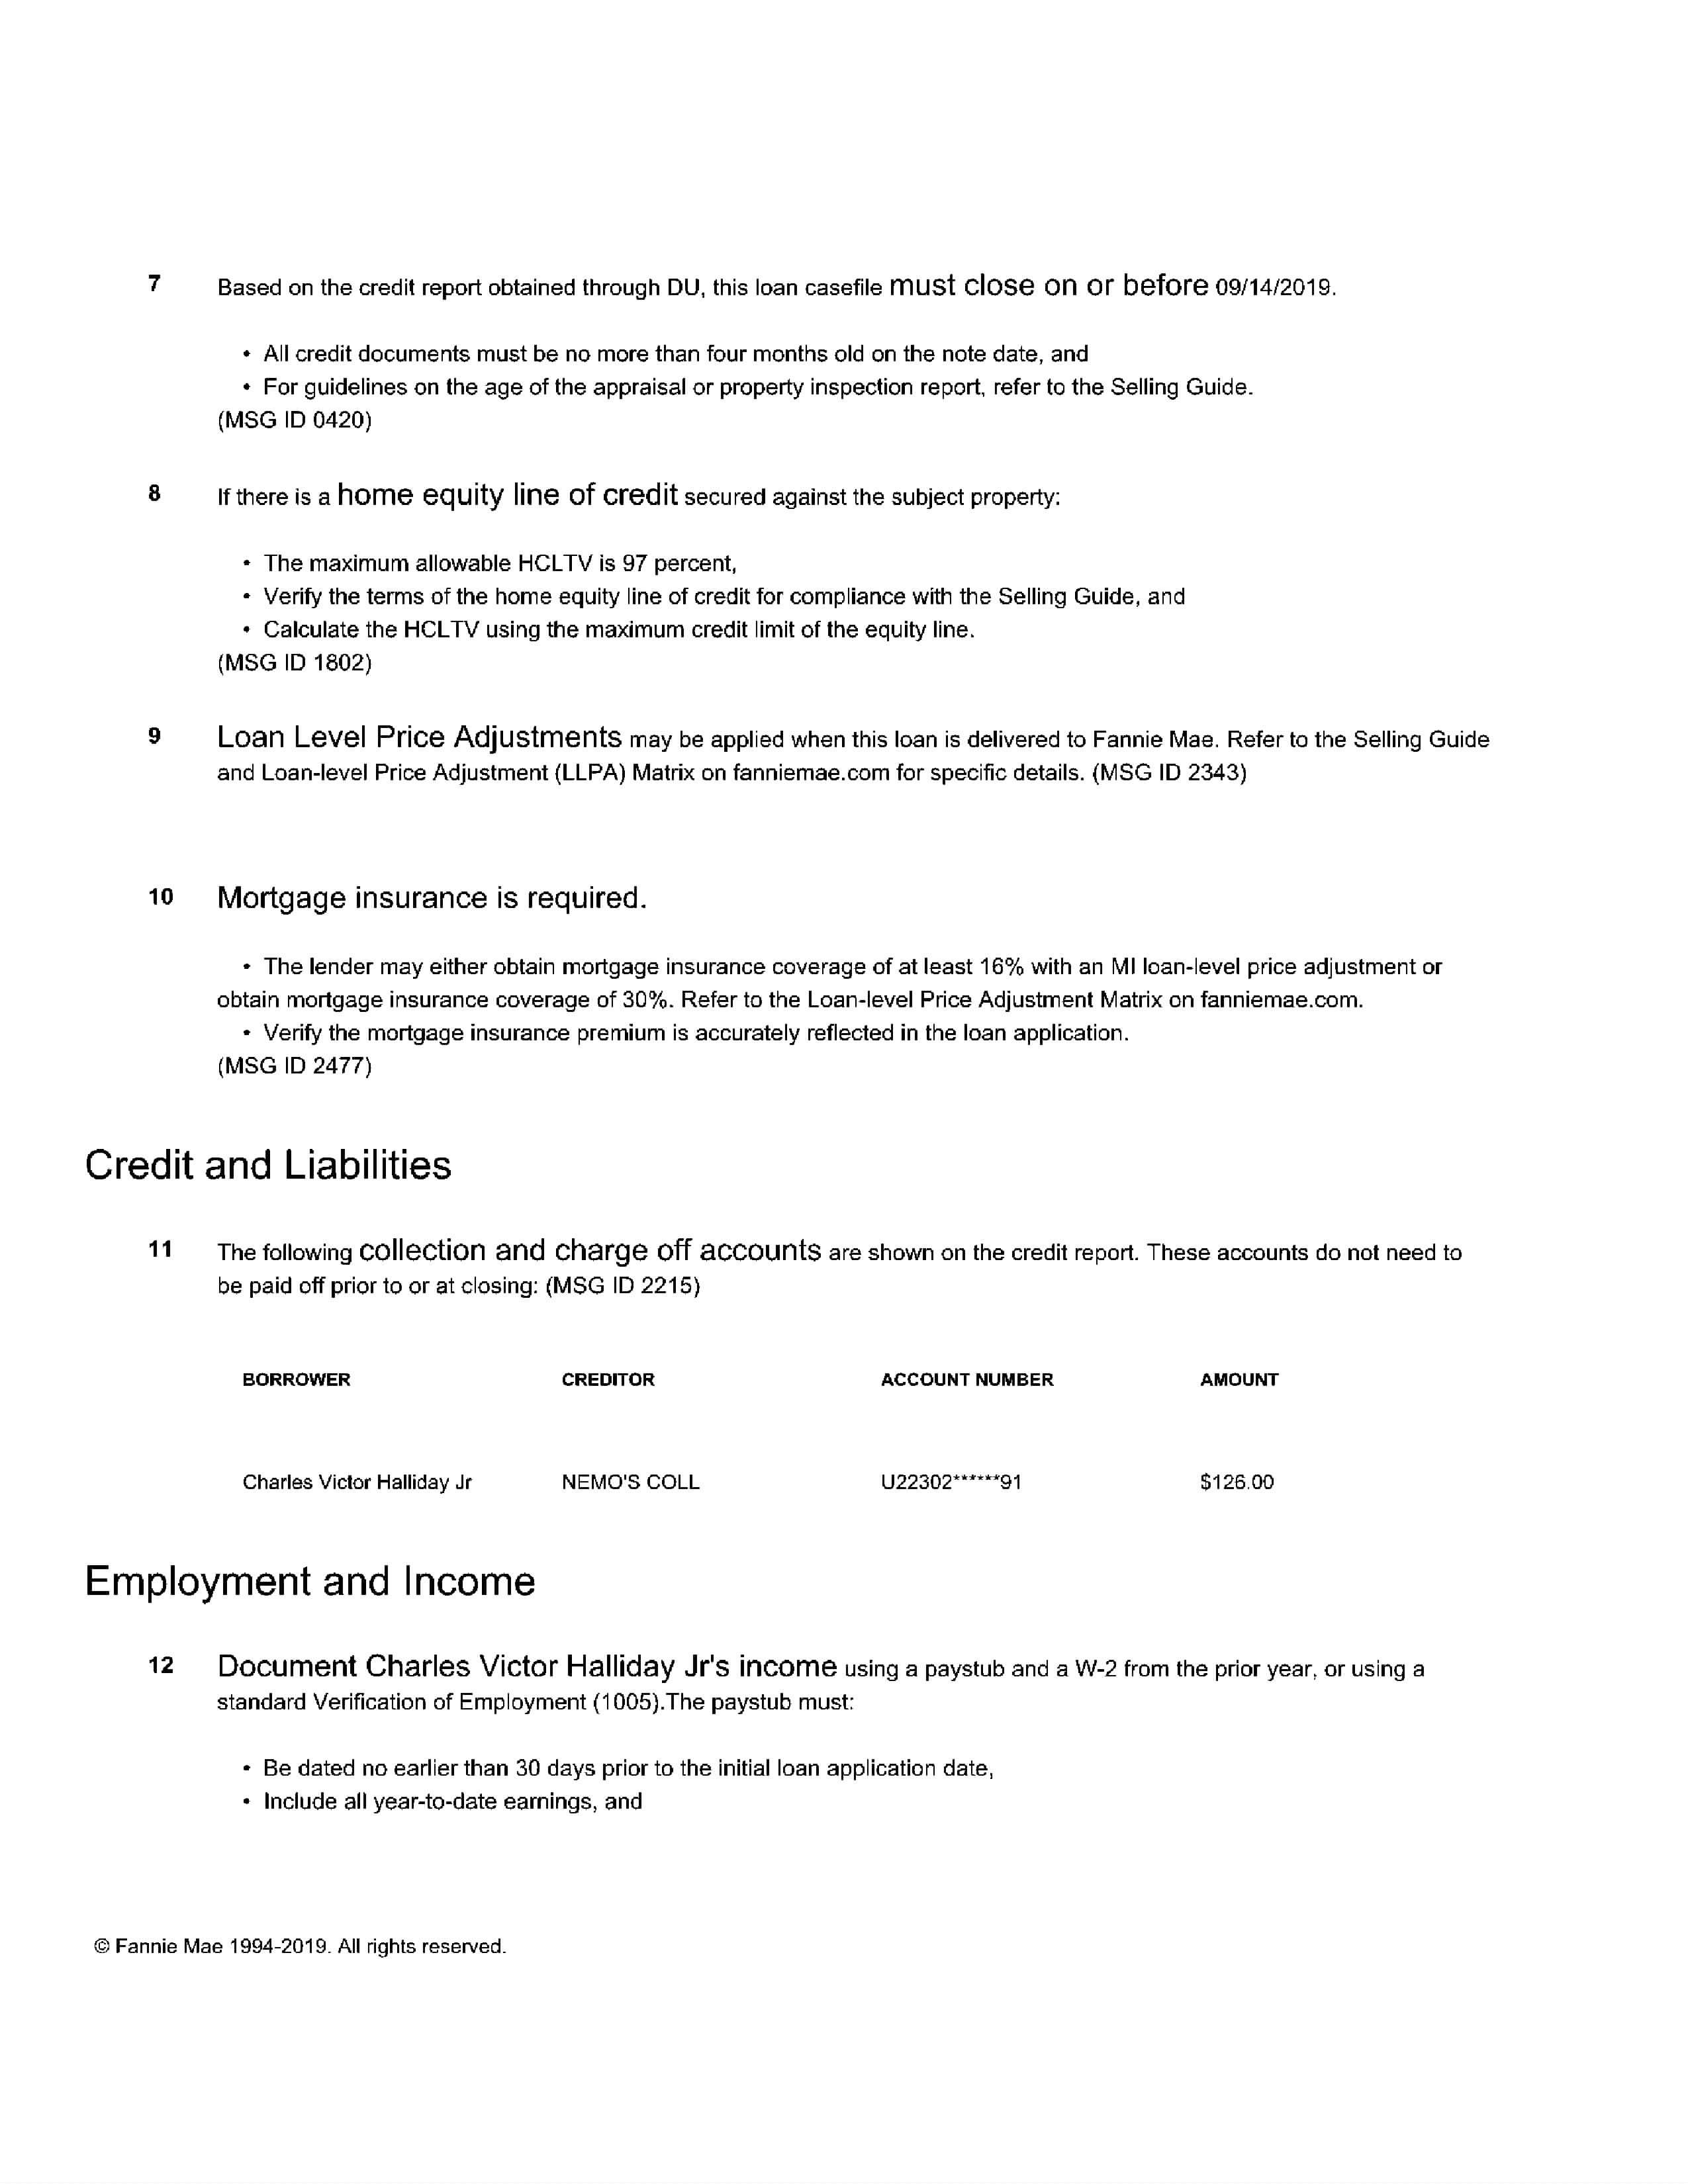 7 Based on the credit report obtained through DU, this loan casefile must close on or before 09/14/2019.
• All credit documents must be no more than four months old on the note date, and
• For guidelines on the age of the appraisal or property inspection report, refer to the Selling Guide.
(MSG ID 0420)
8 If there is a home equity line of credit secured against the subject property:
• The maximum allowable HCLTV is 97 percent,
• Verify the terms of the home equity line of credit for compliance with the Selling Guide, and
• Calculate the HCLTV using the maximum credit limit of the equity line.
(MSG ID 1802)
9 Loan Level Price Adjustments may be applied when this loan is delivered to Fannie Mae. Refer to the Selling Guide
and Loan-level Price Adjustment (LLPA) Matrix on fanniemae.com for specific details. (MSG ID 2343)
10 Mortgage insurance is required.
• The lender may either obtain mortgage insurance coverage of at least 16% with an MI loan-level price adjustment or
obtain mortgage insurance coverage of 30%. Refer to the Loan-level Price Adjustment Matrix on fanniemae.com.
• Verify the mortgage insurance premium is accurately reflected in the loan application.
(MSG ID 2477)
Credit and Liabilities
11 The following collection and charge off accounts are shown on the credit report. These accounts do not need to
be paid off prior to or at closing: (MSG ID 2215)
BORROWER CREDITOR ACCOUNT NUMBER AMOUNT
Charles Victor Halliday Jr NEMO'S COLL U22302******91 $126.00
Employment and Income
12 Document Charles Victor Halliday Jr's income using a paystub and a W-2 from the prior year, or using a
standard Verification of Employment (1005).The paystub must:
• Be dated no earlier than 30 days prior to the initial loan application date,
• Include all year-to-date earnings, and
© Fannie Mae 1994-2019. All rights reserved.